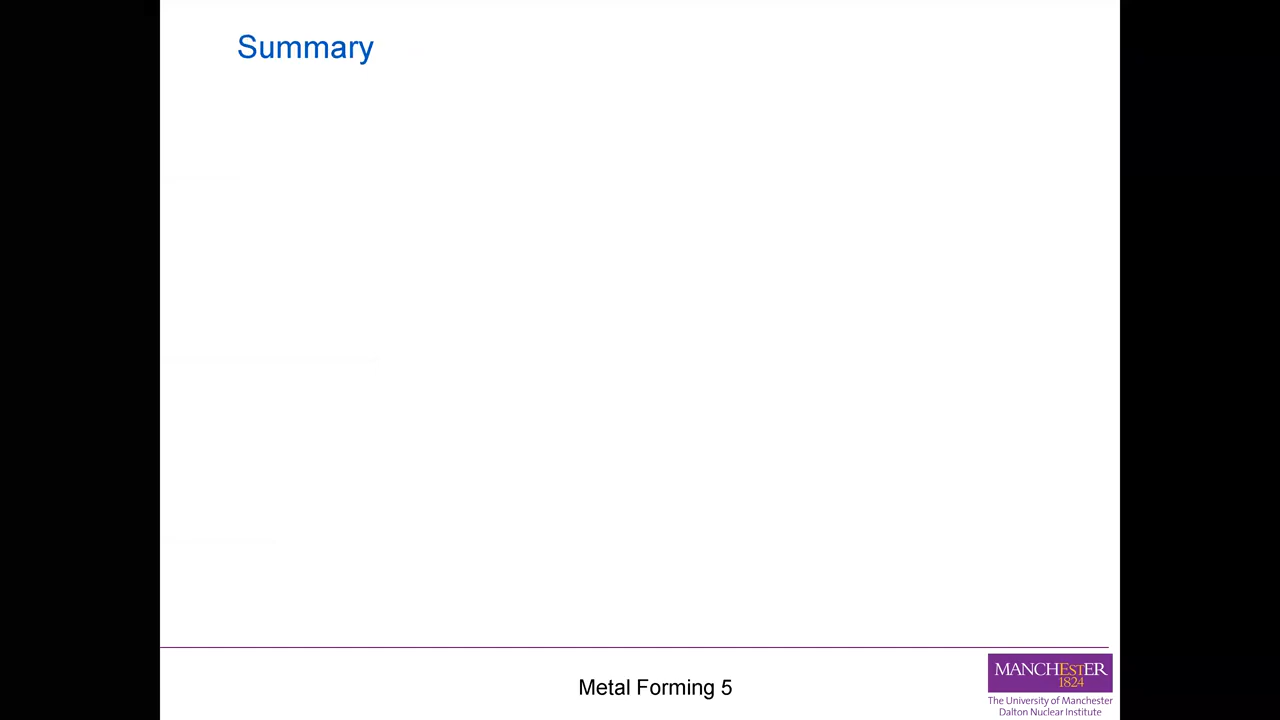 Summary
Metal Forming 5
MANCHESTER
1824
The University of Manchester
Dalton Nuclear Institute